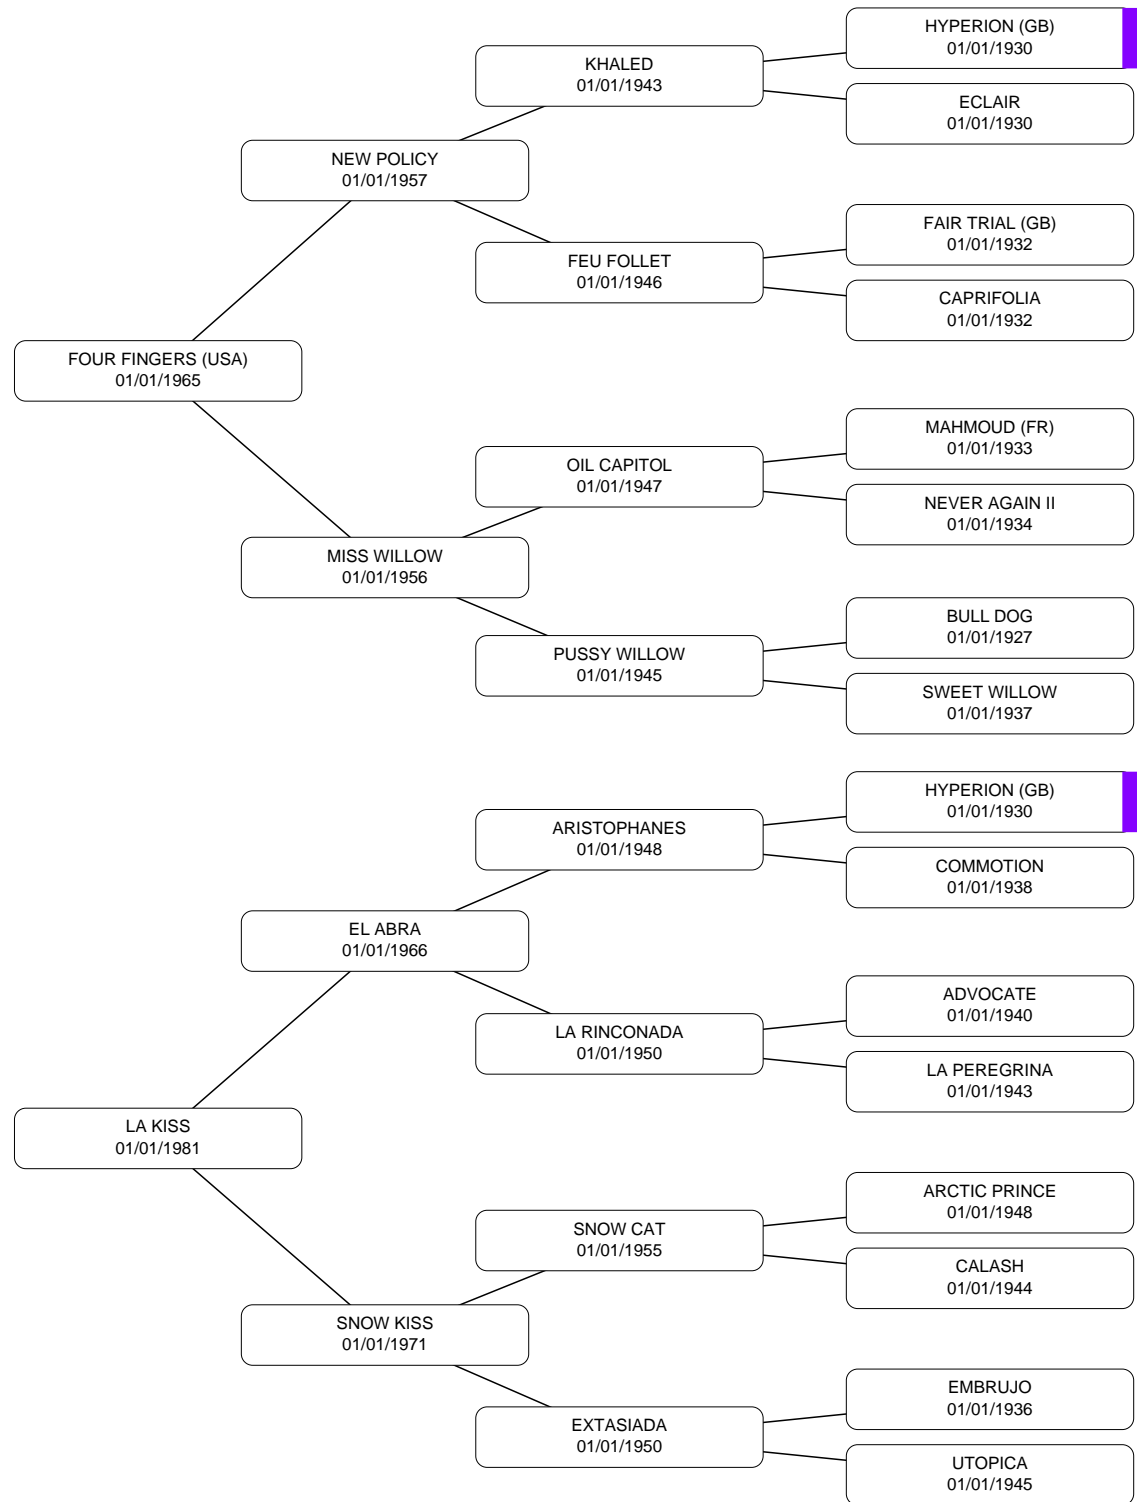 HYPERION (GB)
01/01/1930
KHALED
01/01/1943
ECLAIR
01/01/1930
NEW POLICY
01/01/1957
FAIR TRIAL (GB)
01/01/1932
FEU FOLLET
01/01/1946
CAPRIFOLIA
01/01/1932
FOUR FINGERS (USA)
01/01/1965
MAHMOUD (FR)
01/01/1933
OIL CAPITOL
01/01/1947
NEVER AGAIN II
01/01/1934
MISS WILLOW
01/01/1956
BULL DOG
01/01/1927
PUSSY WILLOW
01/01/1945
SWEET WILLOW
01/01/1937
HYPERION (GB)
01/01/1930
ARISTOPHANES
01/01/1948
COMMOTION
01/01/1938
EL ABRA
01/01/1966
ADVOCATE
01/01/1940
LA RINCONADA
01/01/1950
LA PEREGRINA
01/01/1943
LA KISS
01/01/1981
ARCTIC PRINCE
01/01/1948
SNOW CAT
01/01/1955
CALASH
01/01/1944
SNOW KISS
01/01/1971
EMBRUJO
01/01/1936
EXTASIADA
01/01/1950
UTOPICA
01/01/1945